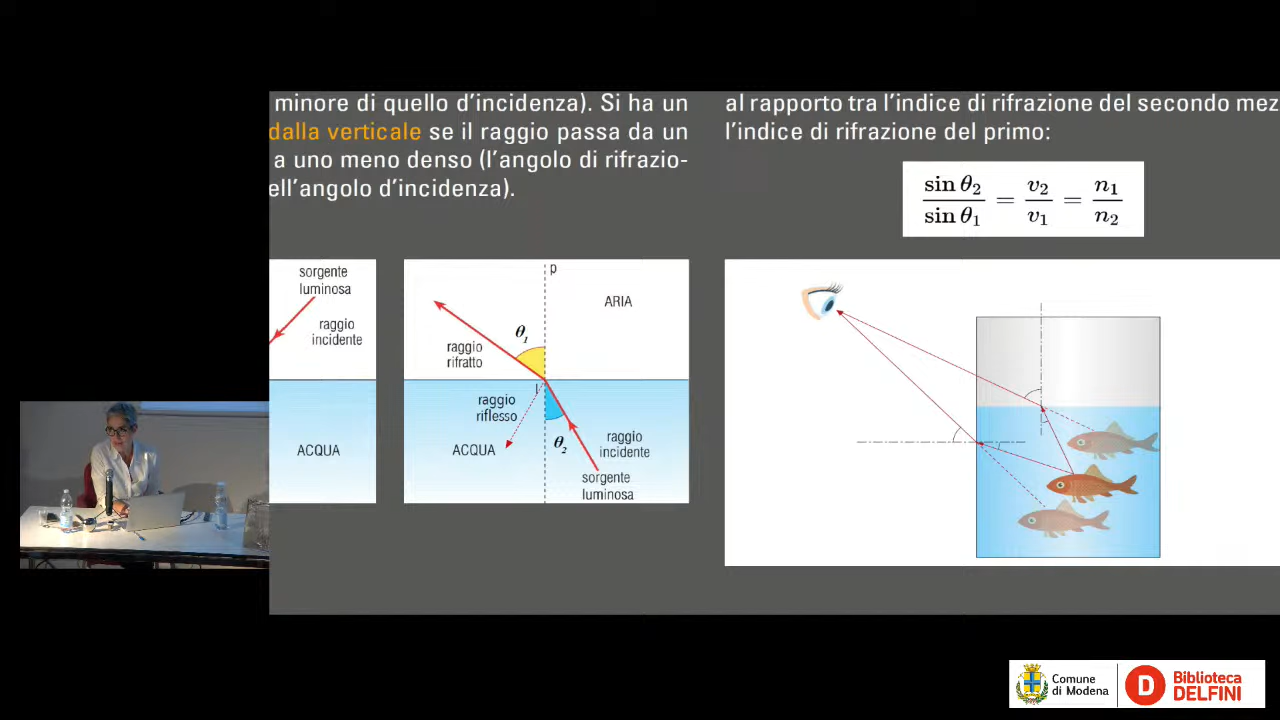 minore di quello d'incidenza). Si ha un
dalla verticale se il raggio passa da un
a uno meno denso (l'angolo di rifrazio-
ell'angolo d'incidenza).
al rapporto tra l'indice di rifrazione del secondo mez
l'indice di rifrazione del primo:
sin θ₂ / sin θ₁ = v₂ / v₁ = n₁ / n₂
sorgente
luminosa
raggio
incidente
ACQUA
p
ARIA
θ₁
raggio
rifratto
I
raggio
riflesso
ACQUA
θ₂
raggio
incidente
sorgente
luminosa
Comune
di Modena
D
Biblioteca
DELFINI